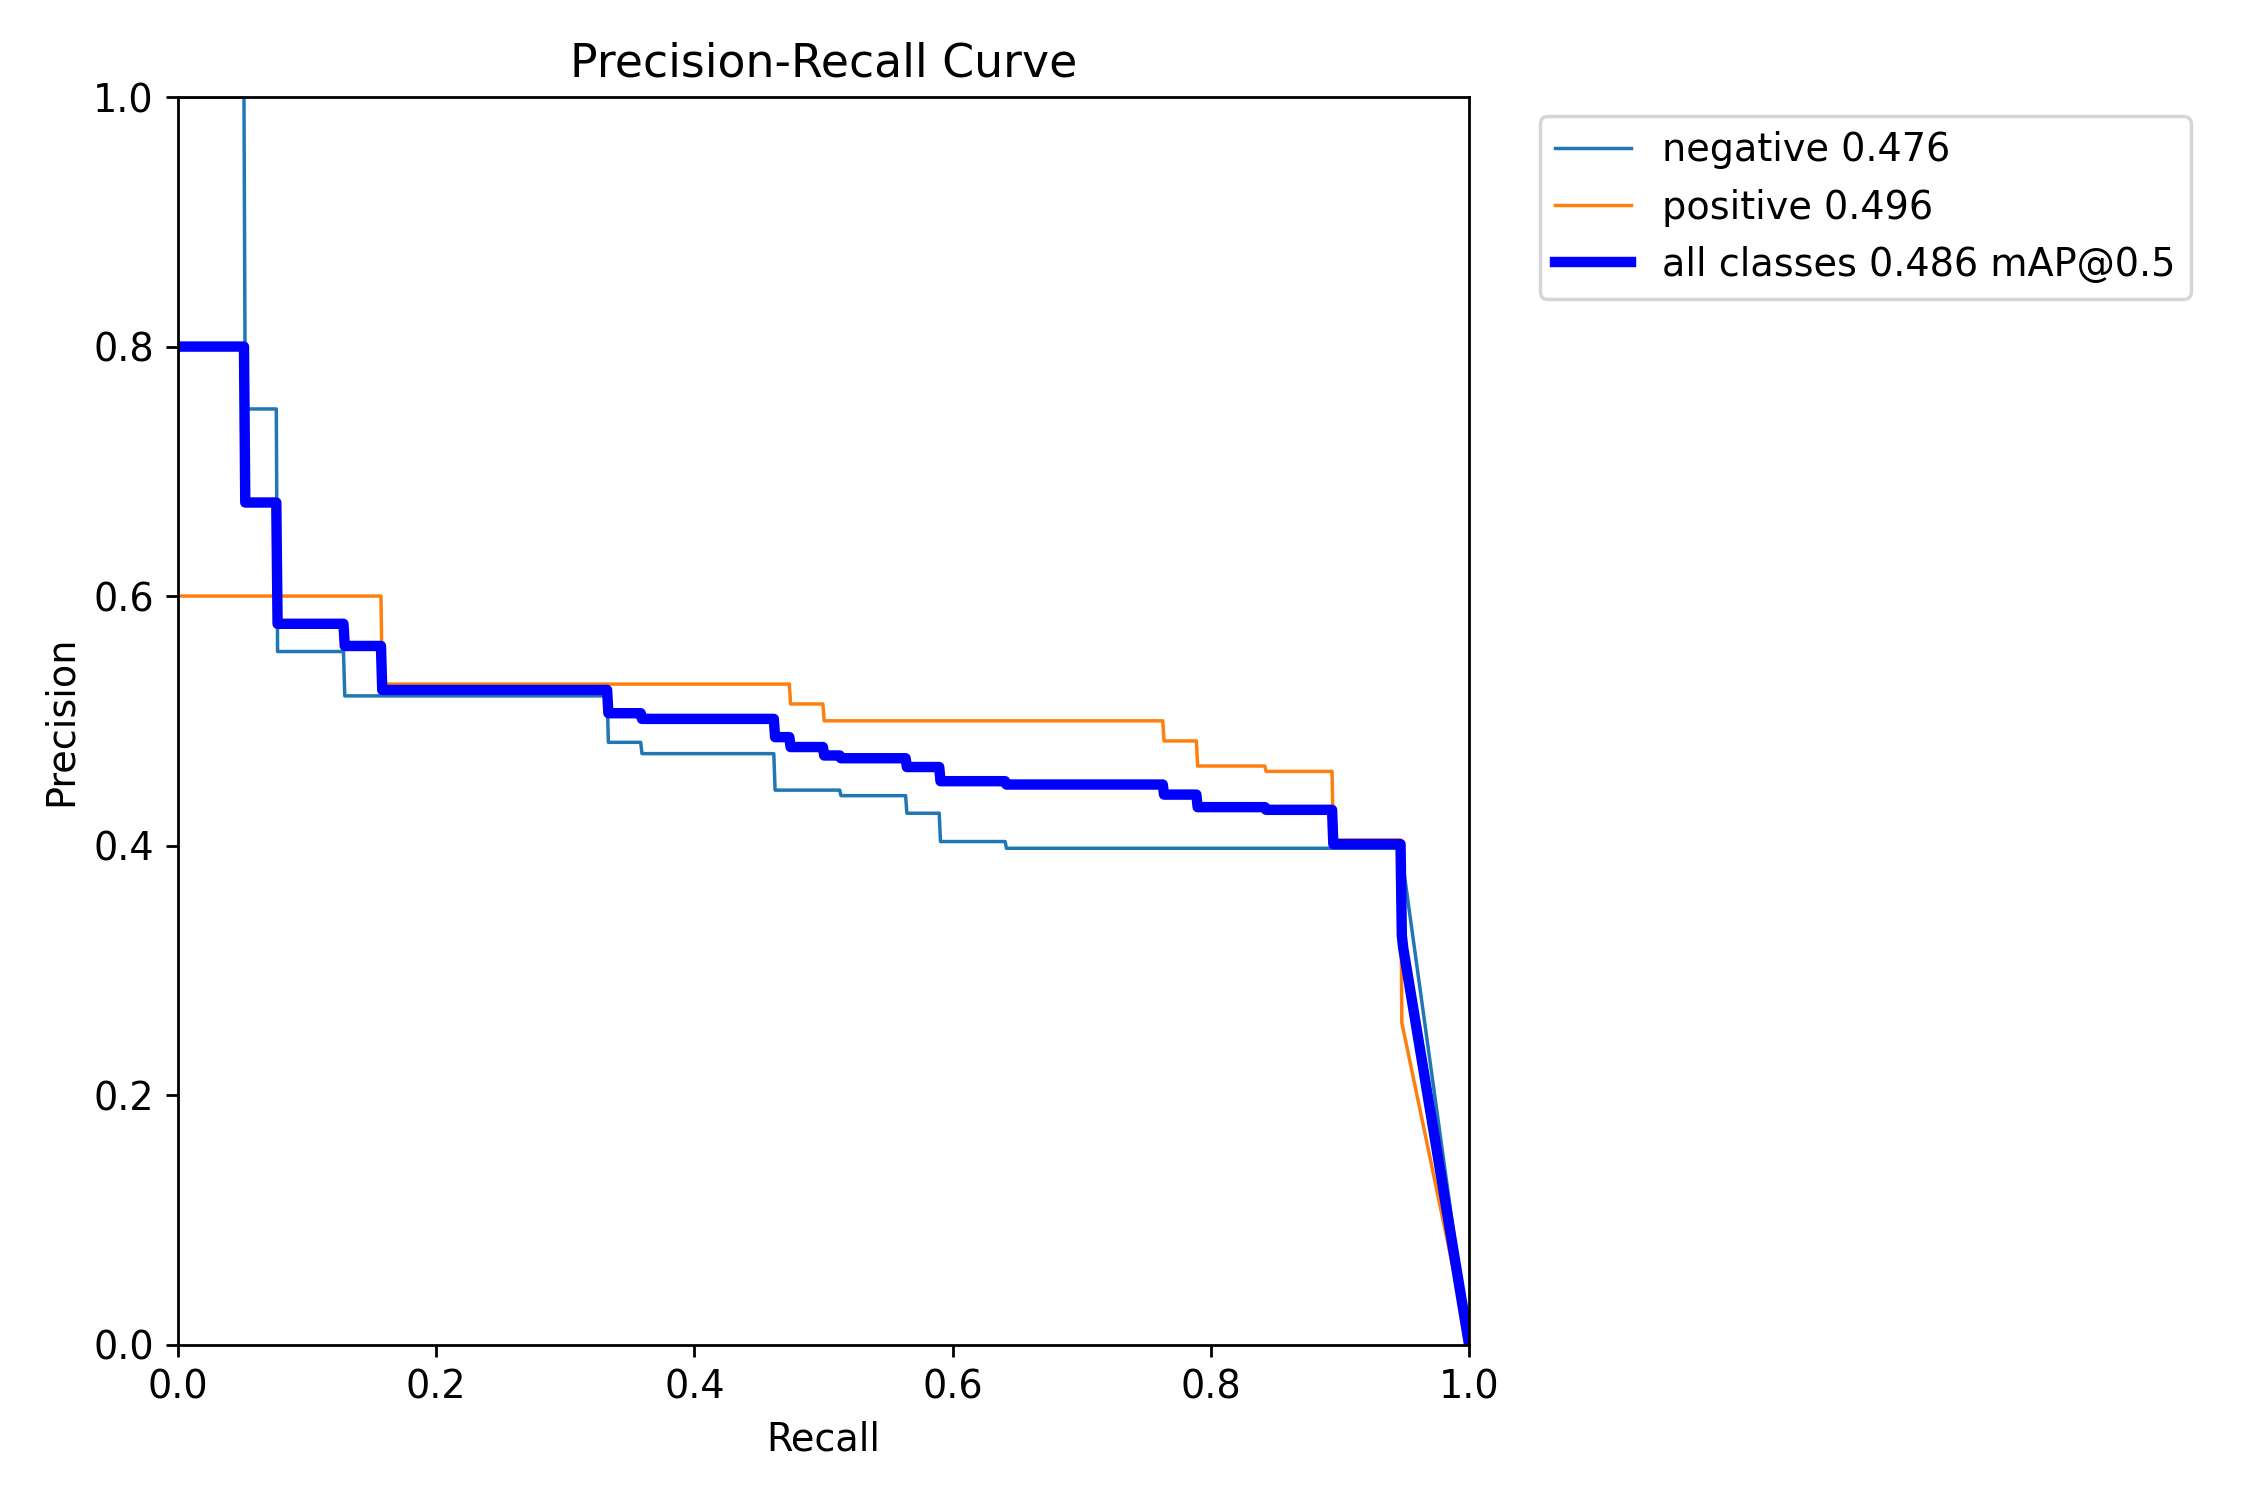 Precision-Recall Curve
1.0
0.8
0.6
0.4
0.2
0.0
Precision
0.0 0.2 0.4 0.6 0.8 1.0
Recall
negative 0.476
positive 0.496
all classes 0.486 mAP@0.5